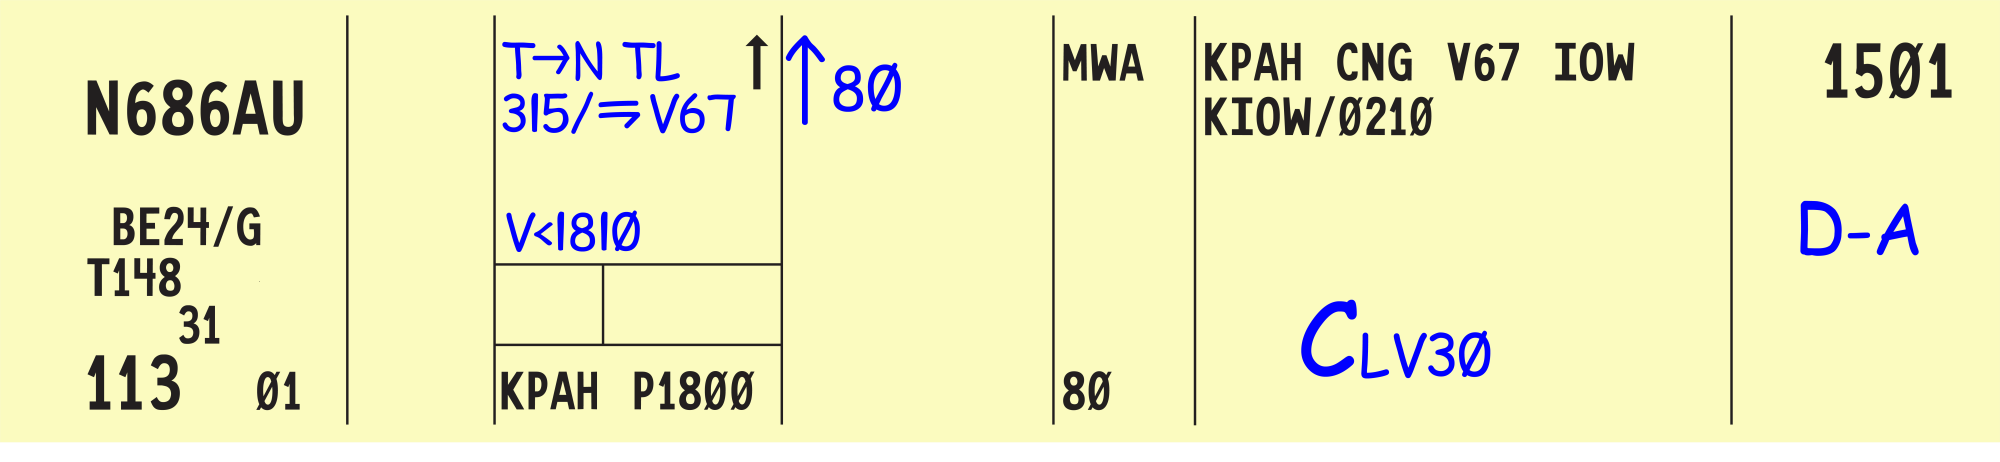 N686AU
BE24/G
T148
31
113 Ø1
T→N TL ↑
315/⇒V67
V<181Ø
KPAH P18ØØ
↑8Ø
MWA
8Ø
KPAH CNG V67 IOW
KIOW/Ø21Ø
CLV3Ø
15Ø1
D-A